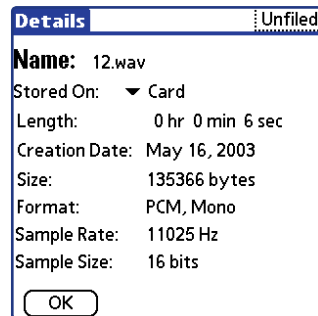 Details Unfiled
Name: 12.wav
Stored On: Card
Length: 0 hr 0 min 6 sec
Creation Date: May 16, 2003
Size: 135366 bytes
Format: PCM, Mono
Sample Rate: 11025 Hz
Sample Size: 16 bits
OK